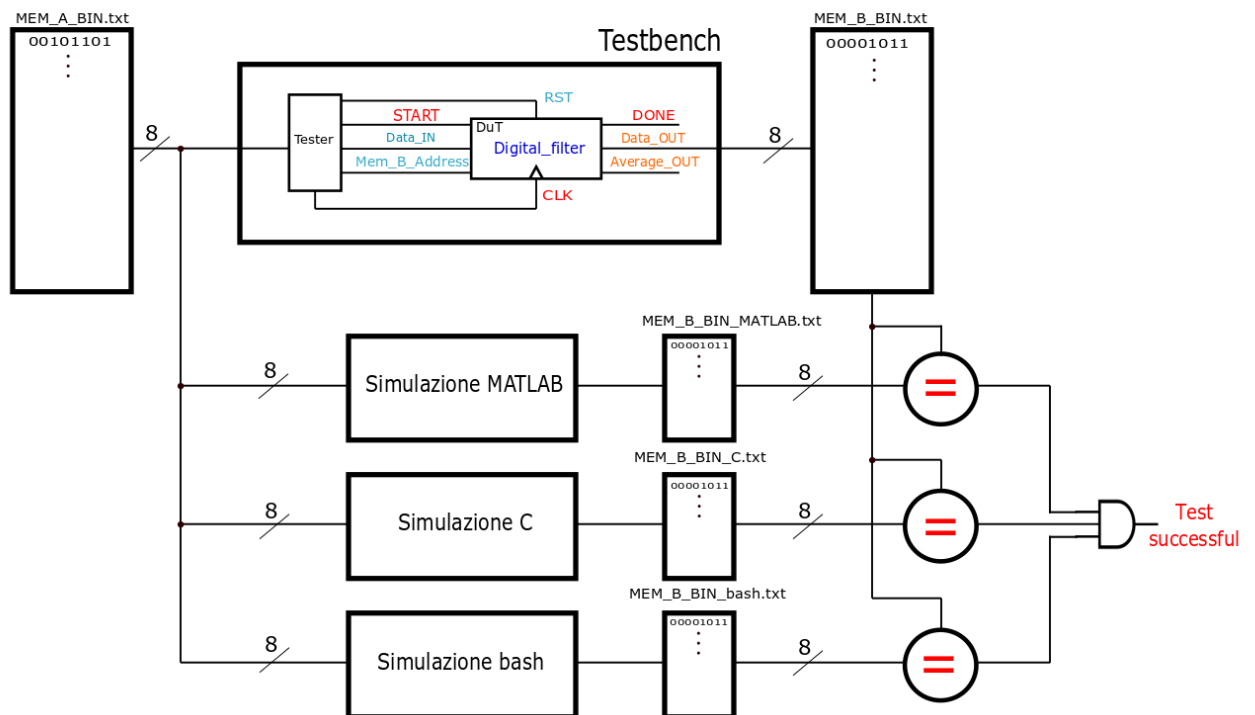 MEM_A_BIN.txt
00101101
Testbench
MEM_B_BIN.txt
00001011
8
Tester
RST
START
Data_IN
Mem_B_Address
DuT
Digital_filter
CLK
DONE
Data_OUT
Average_OUT
8
MEM_B_BIN_MATLAB.txt
8
Simulazione MATLAB
00001011
8
=
MEM_B_BIN_C.txt
8
Simulazione C
00001011
8
=
Test
successful
MEM_B_BIN_bash.txt
8
Simulazione bash
00001011
8
=